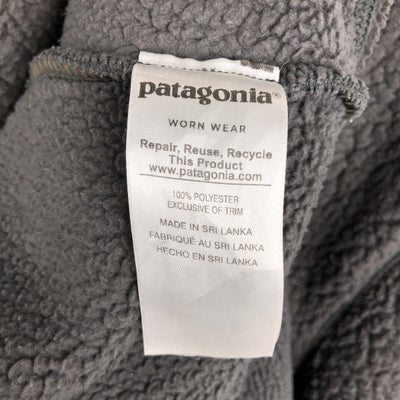 patagonia®
WORN WEAR
Repair, Reuse, Recycle
This Product
www.patagonia.com
100% POLYESTER
EXCLUSIVE OF TRIM
MADE IN SRI LANKA
FABRIQUÉ AU SRI LANKA
HECHO EN SRI LANKA